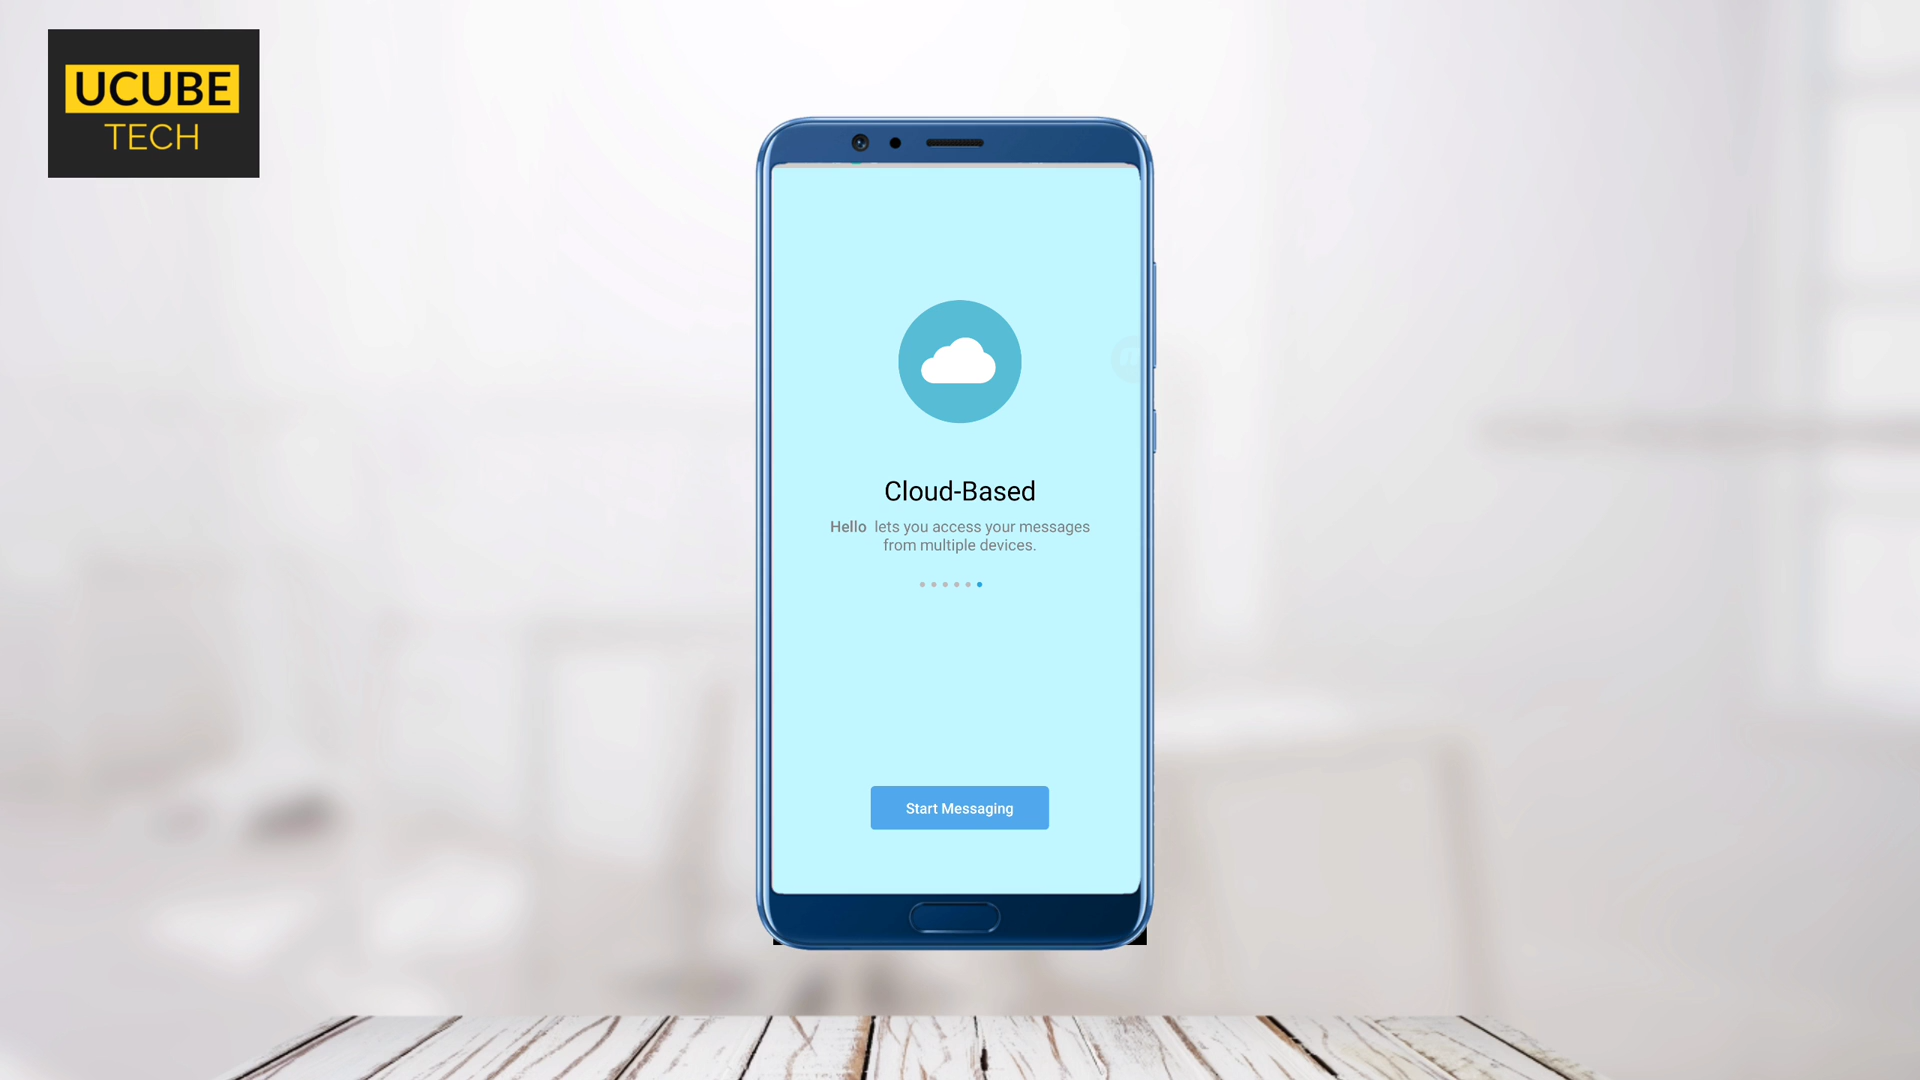 UCUBE
TECH
Cloud-Based
Hello lets you access your messages
from multiple devices.
Start Messaging